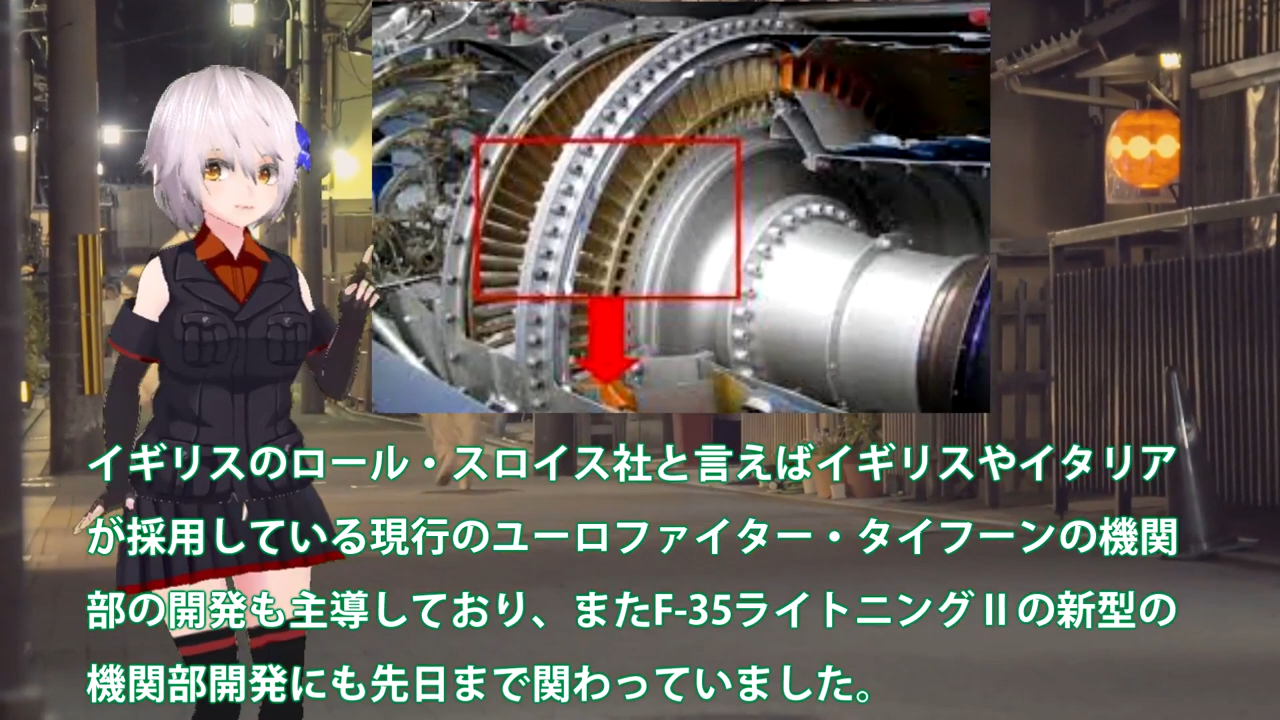 イギリスのロール・スロイス社と言えばイギリスやイタリア
が採用している現行のユーロファイター・タイフーンの機関
部の開発も主導しており、またF-35ライトニングⅡの新型の
機関部開発にも先日まで関わっていました。